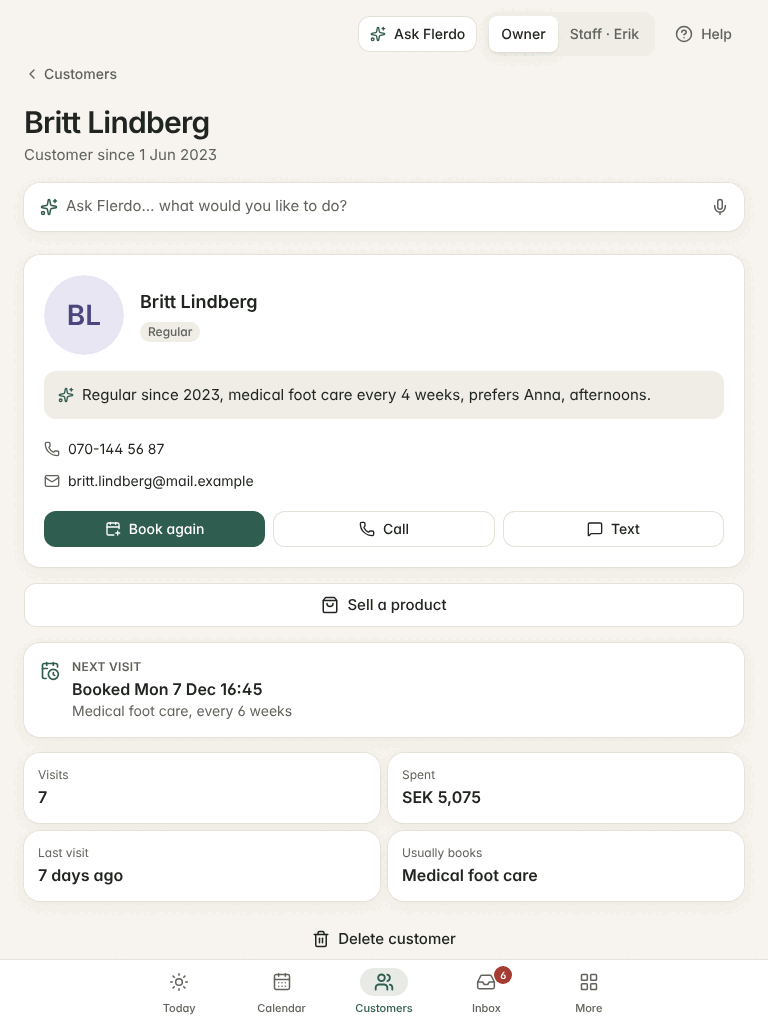 Ask Flerdo
Owner
Staff · Erik
Help
Customers
Britt Lindberg
Customer since 1 Jun 2023
Ask Flerdo... what would you like to do?
BL
Britt Lindberg
Regular
Regular since 2023, medical foot care every 4 weeks, prefers Anna, afternoons.
070-144 56 87
britt.lindberg@mail.example
Book again
Call
Text
Sell a product
NEXT VISIT
Booked Mon 7 Dec 16:45
Medical foot care, every 6 weeks
Visits
7
Spent
SEK 5,075
Last visit
7 days ago
Usually books
Medical foot care
Delete customer
Today
Calendar
Customers
6
Inbox
More